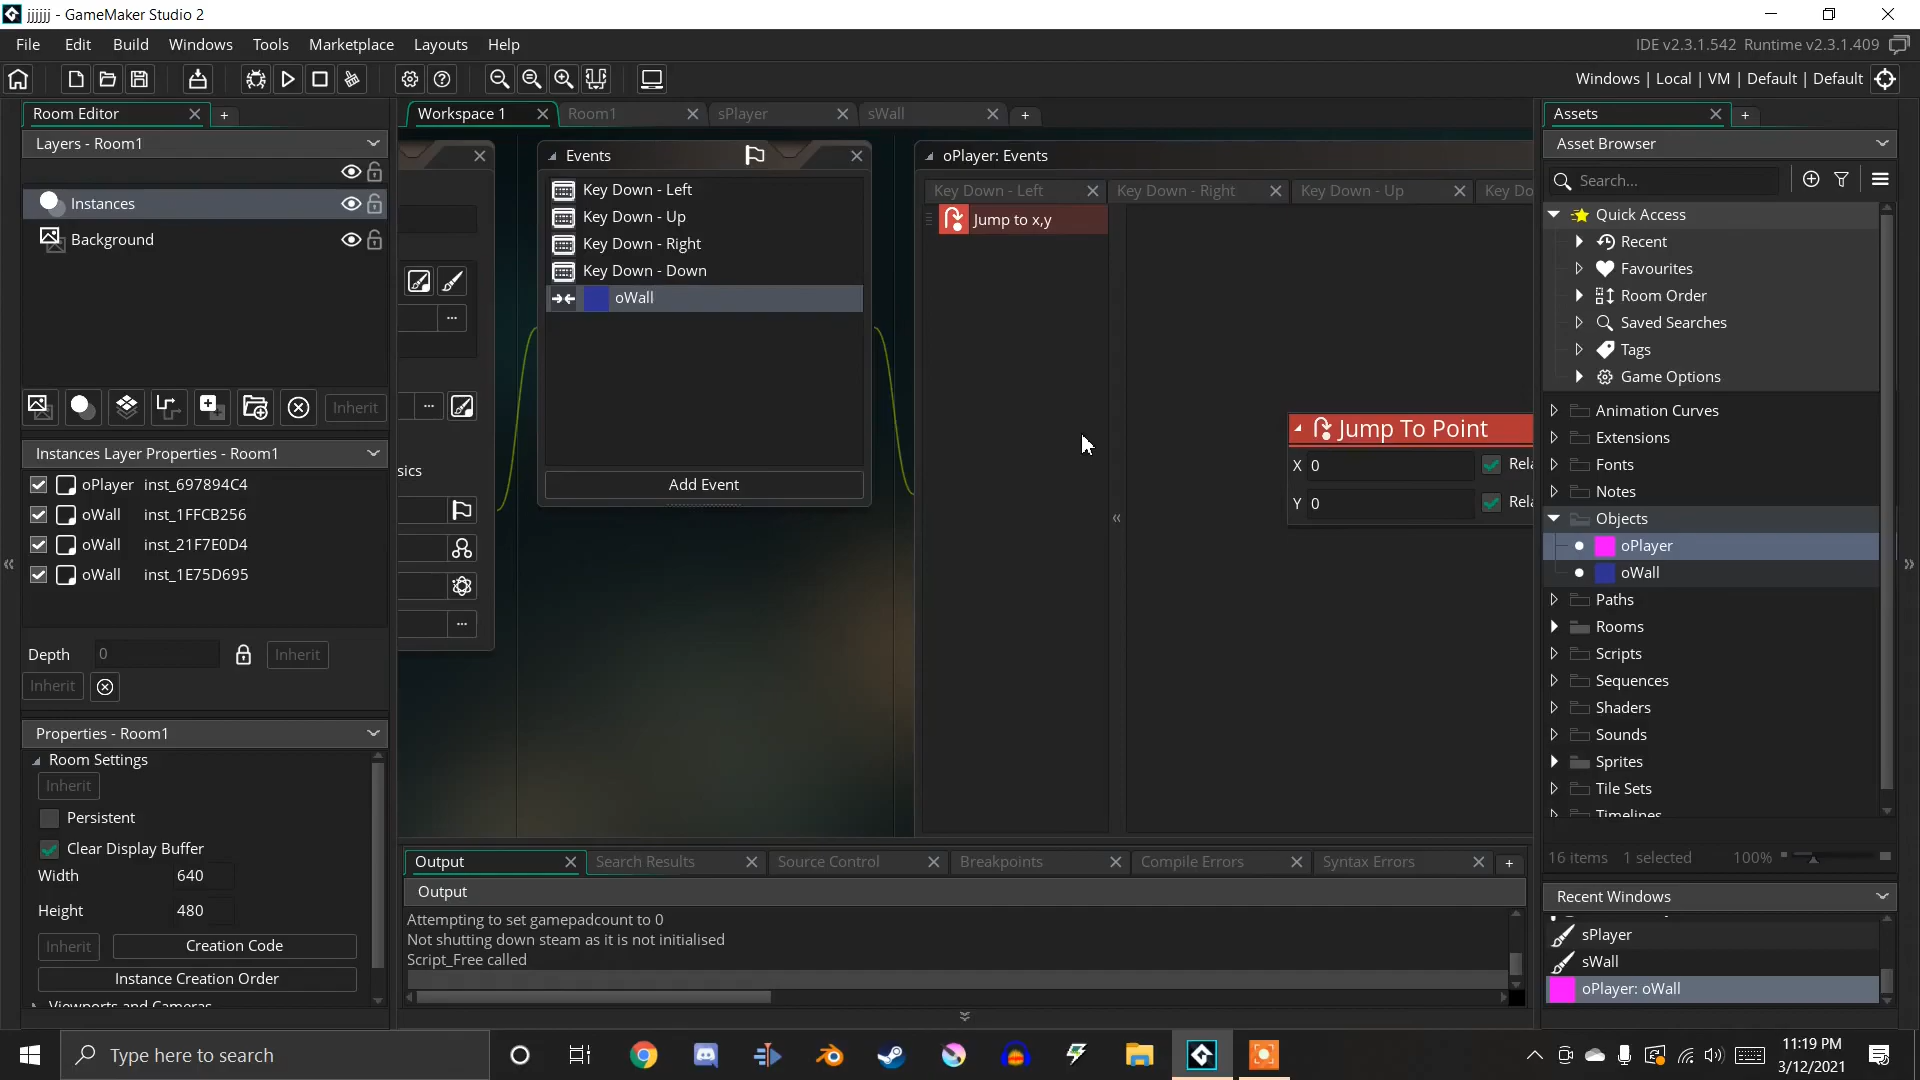 jjjjjj - GameMaker Studio 2
File Edit Build Windows Tools Marketplace Layouts Help
IDE v2.3.1.542 Runtime v2.3.1.409
Windows | Local | VM | Default | Default
Room Editor
Workspace 1 Room1 sPlayer sWall
Assets
Layers - Room1
Instances
Background
Inherit
Instances Layer Properties - Room1
oPlayer inst_697894C4
oWall inst_1FFCB256
oWall inst_21F7E0D4
oWall inst_1E75D695
Depth 0 Inherit
Inherit
Properties - Room1
Room Settings
Inherit
Persistent
Clear Display Buffer
Width 640
Height 480
Inherit Creation Code
Instance Creation Order
Viewports and Cameras
sics
Events
Key Down - Left
Key Down - Up
Key Down - Right
Key Down - Down
oWall
Add Event
oPlayer: Events
Key Down - Left Key Down - Right Key Down - Up Key Do
Jump to x,y
Jump To Point
X 0 Rela
Y 0 Rela
Output Search Results Source Control Breakpoints Compile Errors Syntax Errors
Output
Attempting to set gamepadcount to 0
Not shutting down steam as it is not initialised
Script_Free called
Asset Browser
Search...
Quick Access
Recent
Favourites
Room Order
Saved Searches
Tags
Game Options
Animation Curves
Extensions
Fonts
Notes
Objects
oPlayer
oWall
Paths
Rooms
Scripts
Sequences
Shaders
Sounds
Sprites
Tile Sets
Timelines
16 items 1 selected 100%
Recent Windows
sPlayer
sWall
oPlayer: oWall
Type here to search
11:19 PM
3/12/2021